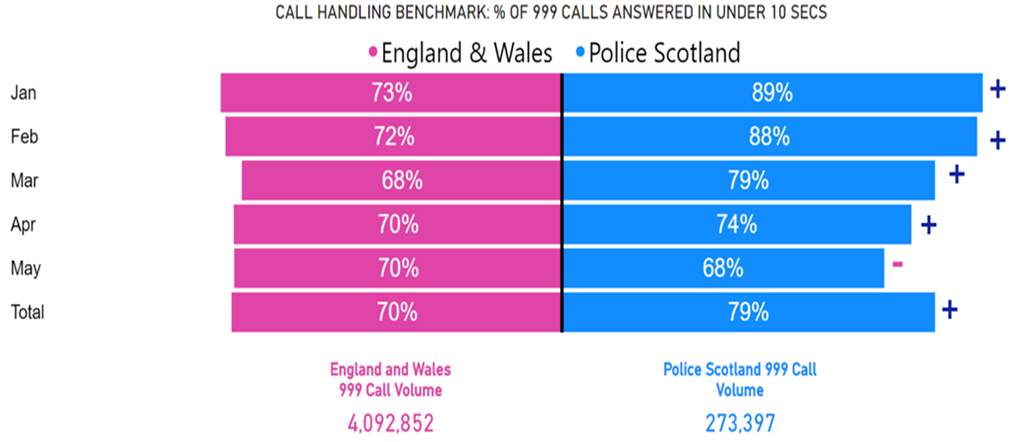 CALL HANDLING BENCHMARK: % OF 999 CALLS ANSWERED IN UNDER 10 SECS
England & Wales Police Scotland
Jan 73% 89% +
Feb 72% 88% +
Mar 68% 79% +
Apr 70% 74% +
May 70% 68% -
Total 70% 79% +
England and Wales Police Scotland 999 Call
999 Call Volume Volume
4,092,852 273,397